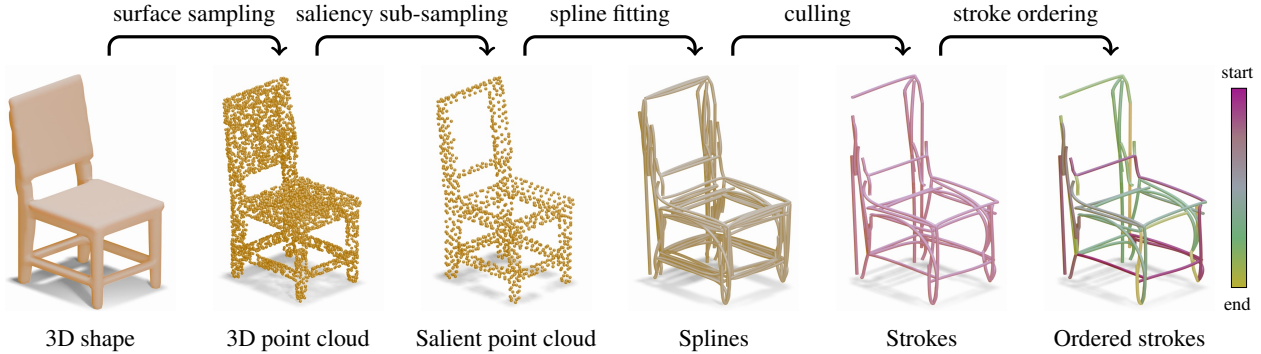 surface sampling
saliency sub-sampling
spline fitting
culling
stroke ordering
start
end
3D shape
3D point cloud
Salient point cloud
Splines
Strokes
Ordered strokes